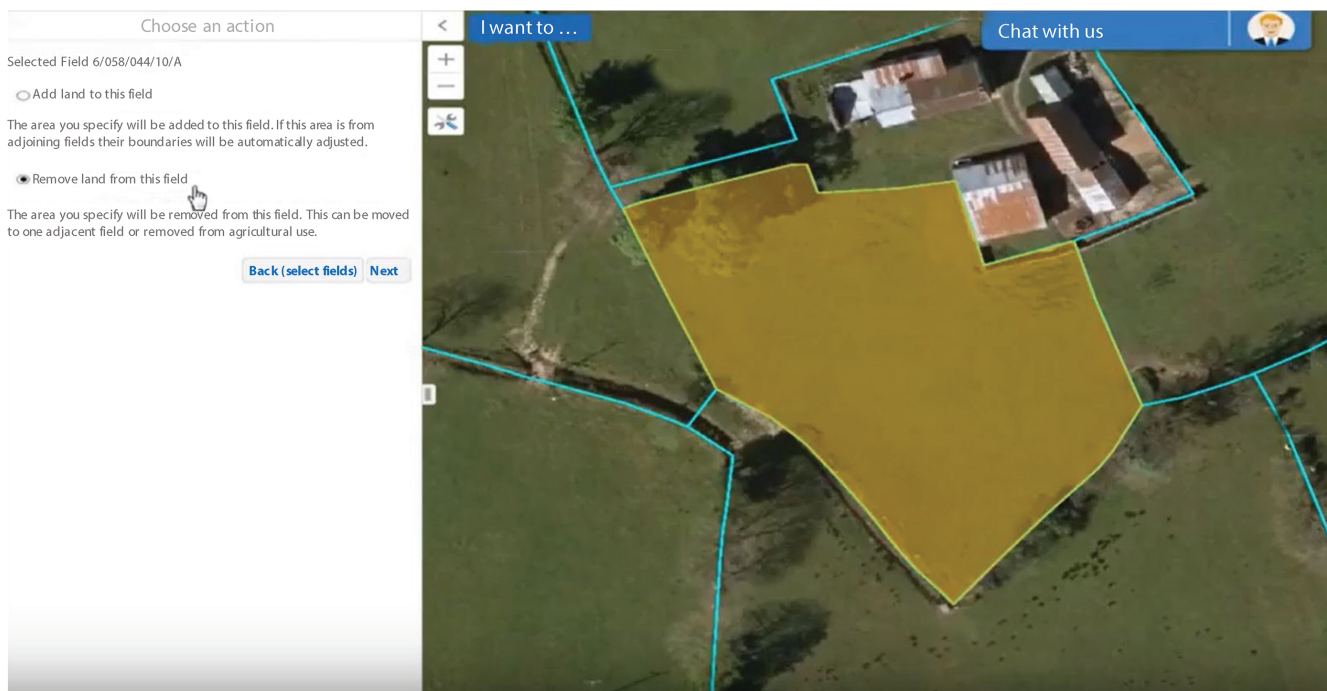 Choose an action
<
I want to ...
Chat with us
Selected Field 6/058/044/10/A
+
Add land to this field
−
The area you specify will be added to this field. If this area is from
adjoining fields their boundaries will be automatically adjusted.
Remove land from this field
The area you specify will be removed from this field. This can be moved
to one adjacent field or removed from agricultural use.
Back (select fields)
Next